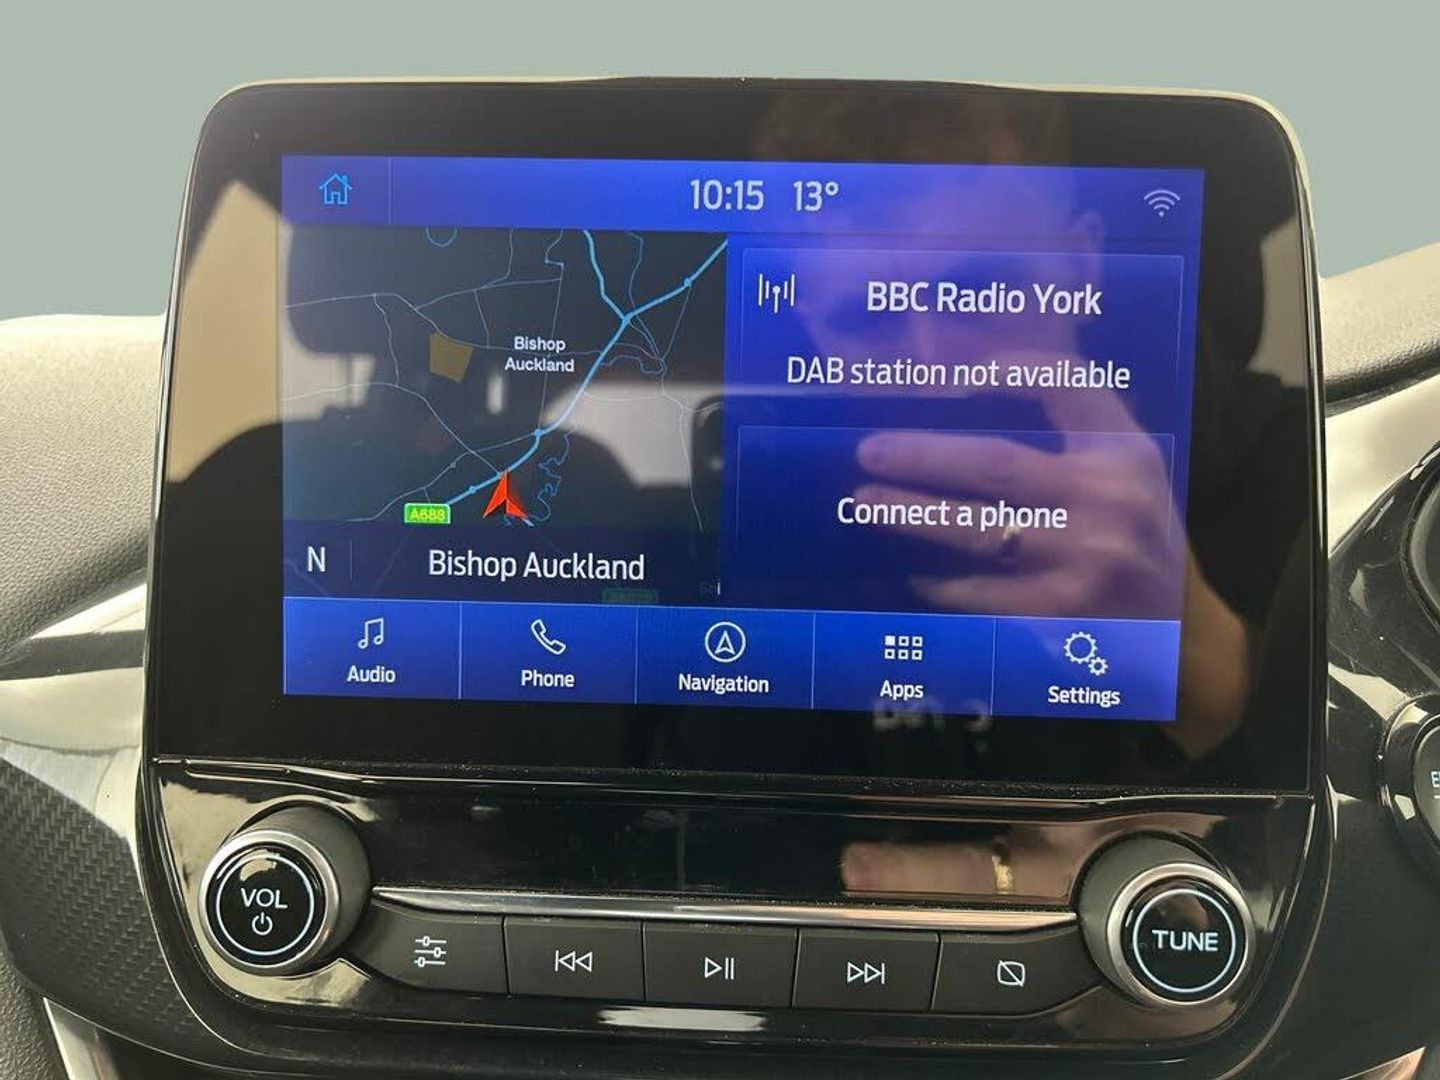 10:15 13°
BBC Radio York
DAB station not available
Bishop
Auckland
A688
Connect a phone
N
Bishop Auckland
Audio
Phone
Navigation
Apps
Settings
VOL
TUNE